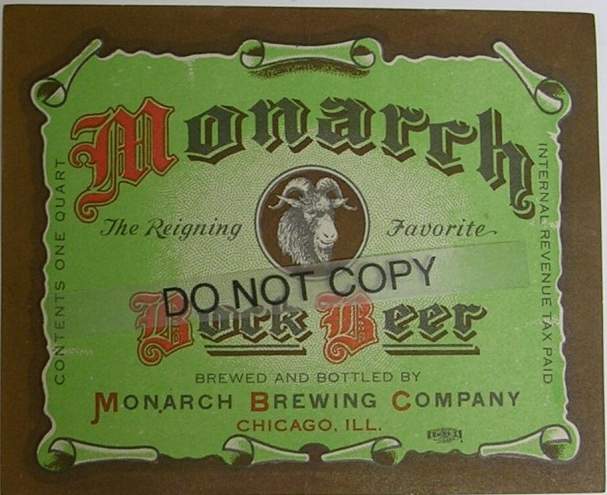 Monarch
The Reigning Favorite
DO NOT COPY
Bock Beer
BREWED AND BOTTLED BY
MONARCH BREWING COMPANY
CHICAGO, ILL.
CONTENTS ONE QUART
INTERNAL REVENUE TAX PAID